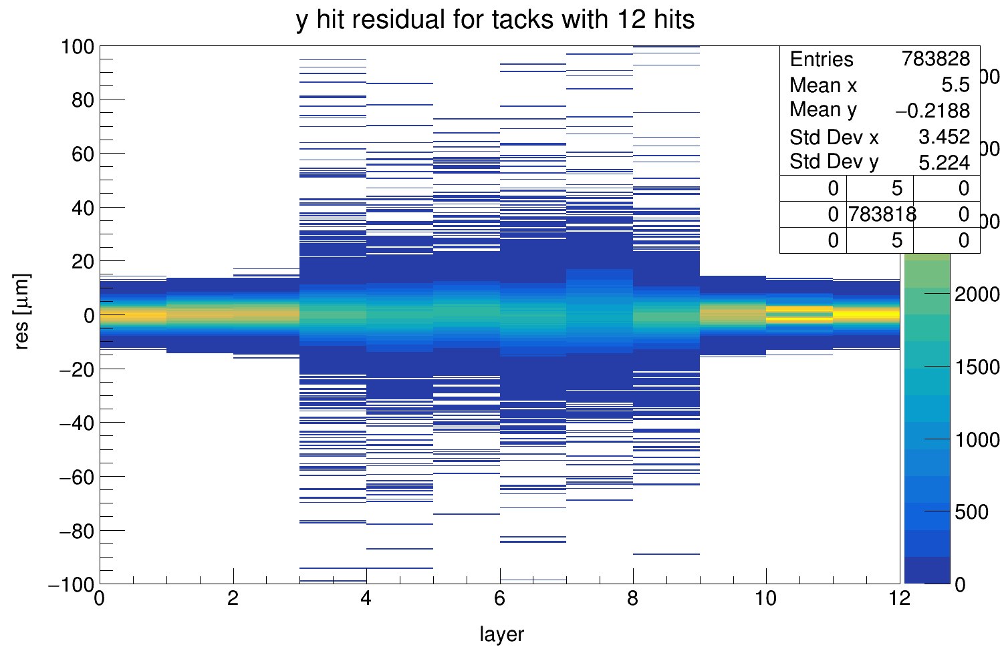 y hit residual for tacks with 12 hits
Entries 783828
Mean x 5.5
Mean y −0.2188
Std Dev x 3.452
Std Dev y 5.224
0 5 0
0 783818 0
0 5 0
res [μm]
100
80
60
40
20
0
−20
−40
−60
−80
−100
0 2 4 6 8 10 12
layer
00
00
00
2000
1500
1000
500
0